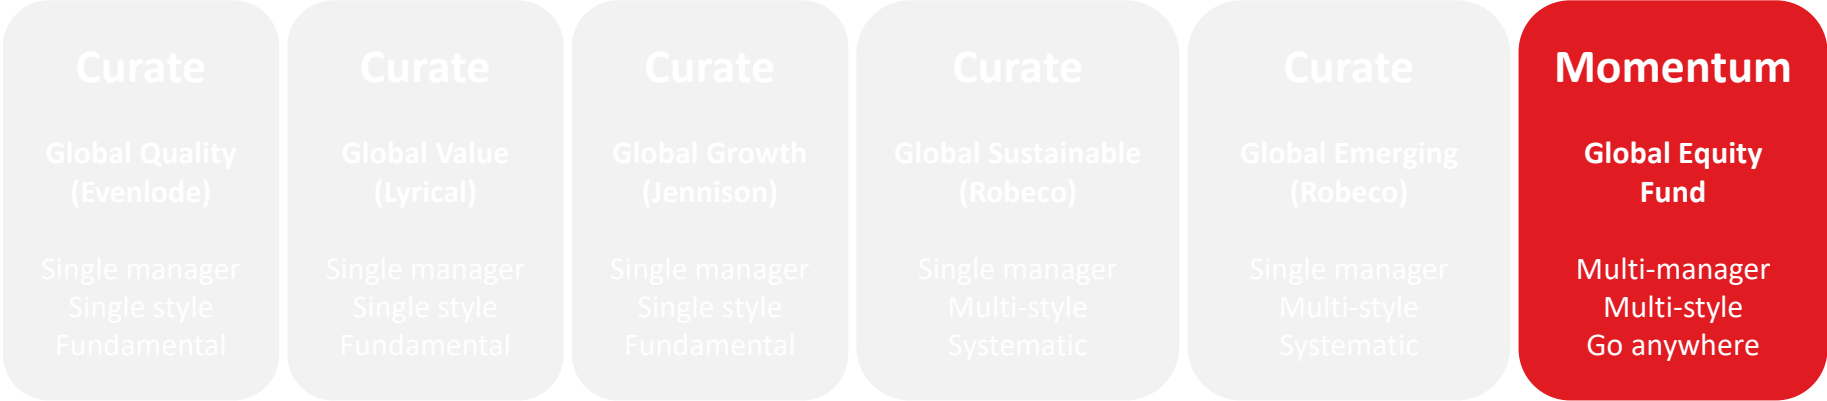 Curate
Global Quality
(Evenlode)
Single manager
Single style
Fundamental
Curate
Global Value
(Lyrical)
Single manager
Single style
Fundamental
Curate
Global Growth
(Jennison)
Single manager
Single style
Fundamental
Curate
Global Sustainable
(Robeco)
Single manager
Multi-style
Systematic
Curate
Global Emerging
(Robeco)
Single manager
Multi-style
Systematic
Momentum
Global Equity
Fund
Multi-manager
Multi-style
Go anywhere